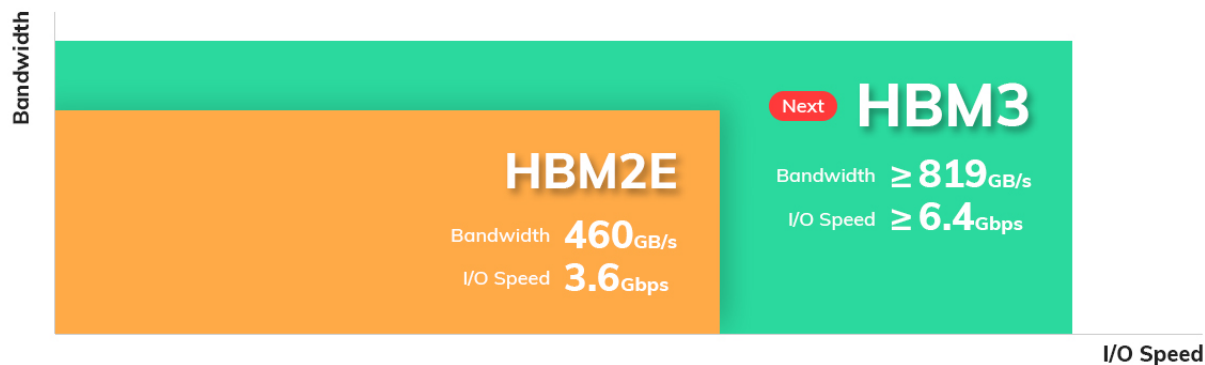 Bandwidth
Next HBM3
Bandwidth ≥ 819GB/s
I/O Speed ≥ 6.4Gbps
HBM2E
Bandwidth 460GB/s
I/O Speed 3.6Gbps
I/O Speed